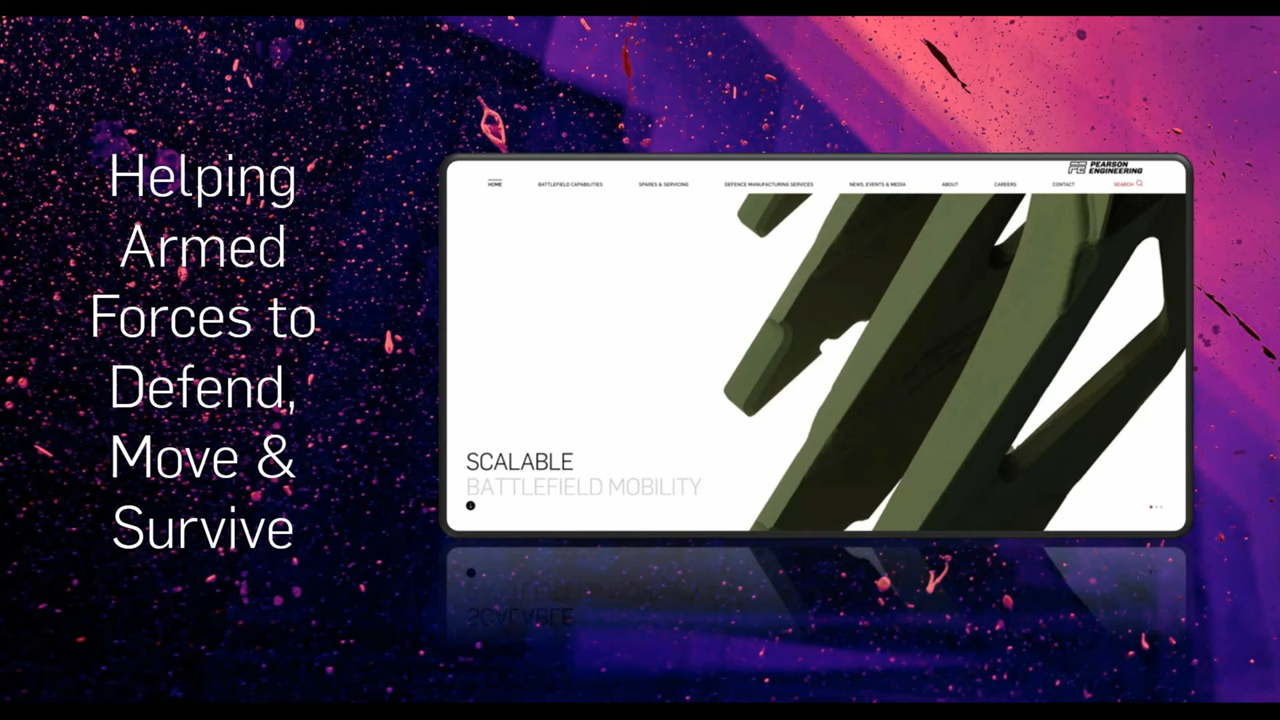 Helping
Armed
Forces to
Defend,
Move &
Survive
PEARSON
ENGINEERING
HOME BATTLEFIELD CAPABILITIES SPARES & SERVICING DEFENCE MANUFACTURING SERVICES NEWS, EVENTS & MEDIA ABOUT CAREERS CONTACT SEARCH
SCALABLE
BATTLEFIELD MOBILITY
SCALABLE